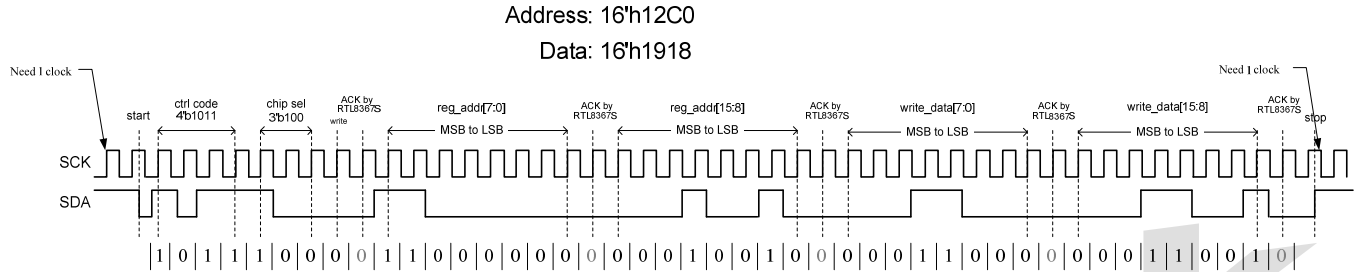 Address: 16'h12C0
Data: 16'h1918
Need 1 clock
Need 1 clock
start
ctrl code
4'b1011
chip sel
3'b100
write
ACK by
RTL8367S
reg_addr[7:0]
ACK by
RTL8367S
reg_addr[15:8]
ACK by
RTL8367S
write_data[7:0]
ACK by
RTL8367S
write_data[15:8]
ACK by
RTL8367S
stop
MSB to LSB
MSB to LSB
MSB to LSB
MSB to LSB
SCK
SDA
1 0 1 1 1 0 0 0 0 1 1 0 0 0 0 0 0 0 0 0 0 1 0 0 1 0 0 0 0 0 1 1 0 0 0 0 0 0 0 1 1 0 0 1 0